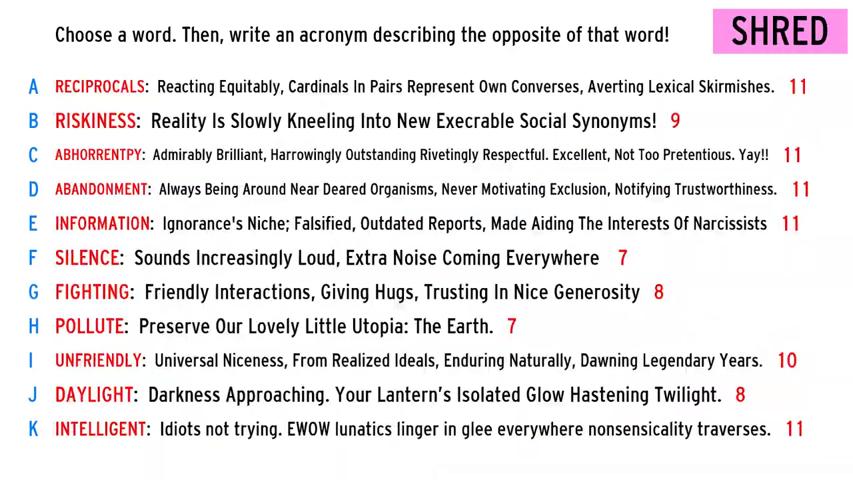 Choose a word. Then, write an acronym describing the opposite of that word!
SHRED
A RECIPROCALS: Reacting Equitably, Cardinals In Pairs Represent Own Converses, Averting Lexical Skirmishes. 11
B RISKINESS: Reality Is Slowly Kneeling Into New Execrable Social Synonyms! 9
C ABHORRENTPY: Admirably Brilliant, Harrowingly Outstanding Rivetingly Respectful. Excellent, Not Too Pretentious. Yay!! 11
D ABANDONMENT: Always Being Around Near Deared Organisms, Never Motivating Exclusion, Notifying Trustworthiness. 11
E INFORMATION: Ignorance's Niche; Falsified, Outdated Reports, Made Aiding The Interests Of Narcissists 11
F SILENCE: Sounds Increasingly Loud, Extra Noise Coming Everywhere 7
G FIGHTING: Friendly Interactions, Giving Hugs, Trusting In Nice Generosity 8
H POLLUTE: Preserve Our Lovely Little Utopia: The Earth. 7
I UNFRIENDLY: Universal Niceness, From Realized Ideals, Enduring Naturally, Dawning Legendary Years. 10
J DAYLIGHT: Darkness Approaching. Your Lantern’s Isolated Glow Hastening Twilight. 8
K INTELLIGENT: Idiots not trying. EWOW lunatics linger in glee everywhere nonsensicality traverses. 11